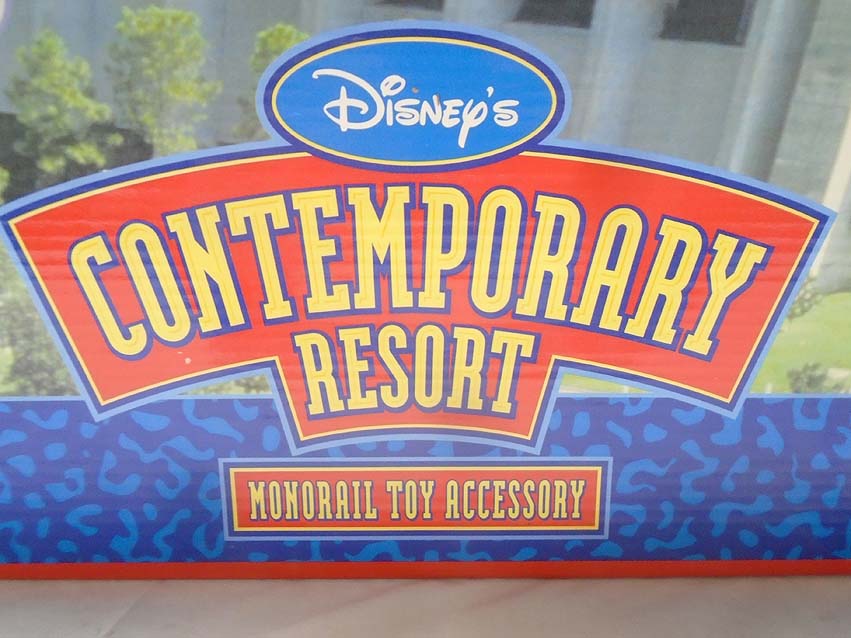 DISNEY'S
CONTEMPORARY
RESORT
MONORAIL TOY ACCESSORY